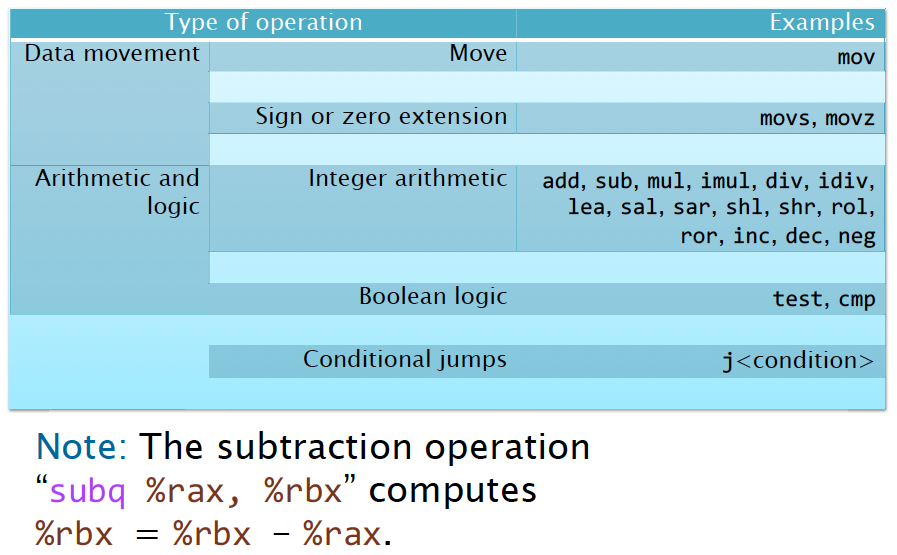 Type of operation Examples
Data movement Move mov
Sign or zero extension movs, movz
Arithmetic and Integer arithmetic add, sub, mul, imul, div, idiv,
logic lea, sal, sar, shl, shr, rol,
ror, inc, dec, neg
Boolean logic test, cmp
Conditional jumps j<condition>
Note: The subtraction operation
“subq %rax, %rbx” computes
%rbx = %rbx – %rax.